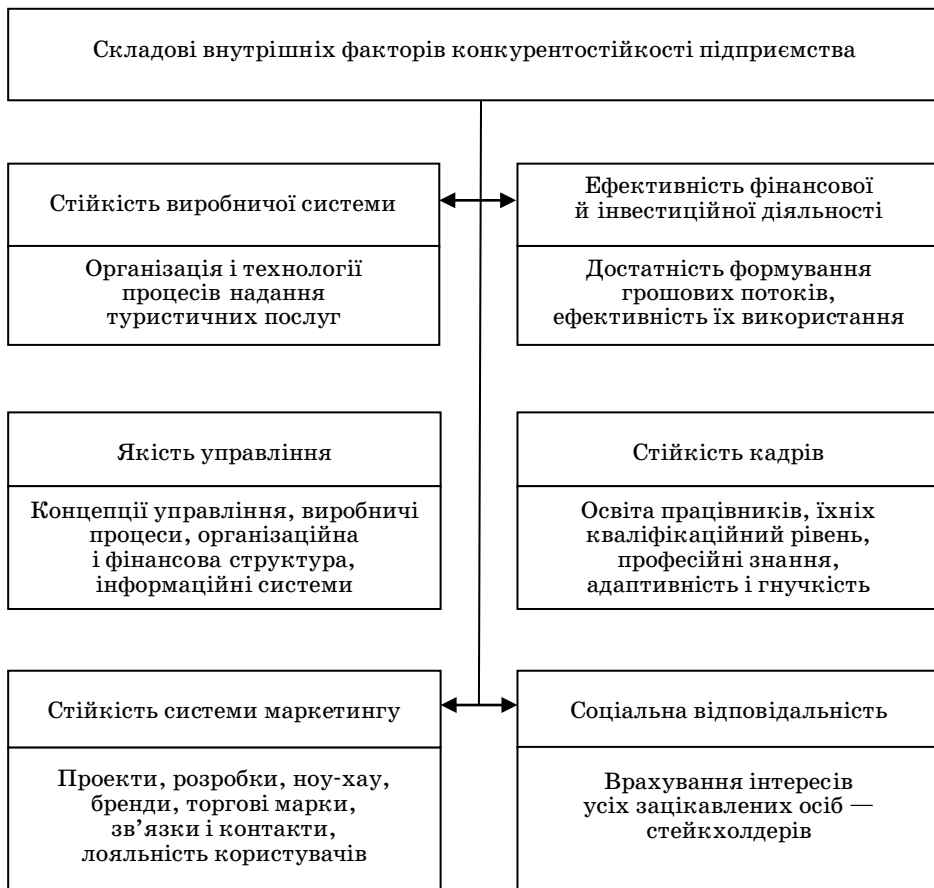 Складові внутрішніх факторів конкурентостійкості підприємства
Стійкість виробничої системи
Організація і технології
процесів надання
туристичних послуг
Ефективність фінансової
й інвестиційної діяльності
Достатність формування
грошових потоків,
ефективність їх використання
Якість управління
Концепції управління, виробничі
процеси, організаційна
і фінансова структура,
інформаційні системи
Стійкість кадрів
Освіта працівників, їхніх
кваліфікаційний рівень,
професійні знання,
адаптивність і гнучкість
Стійкість системи маркетингу
Проекти, розробки, ноу-хау,
бренди, торгові марки,
зв’язки і контакти,
лояльність користувачів
Соціальна відповідальність
Врахування інтересів
усіх зацікавлених осіб —
стейкхолдерів